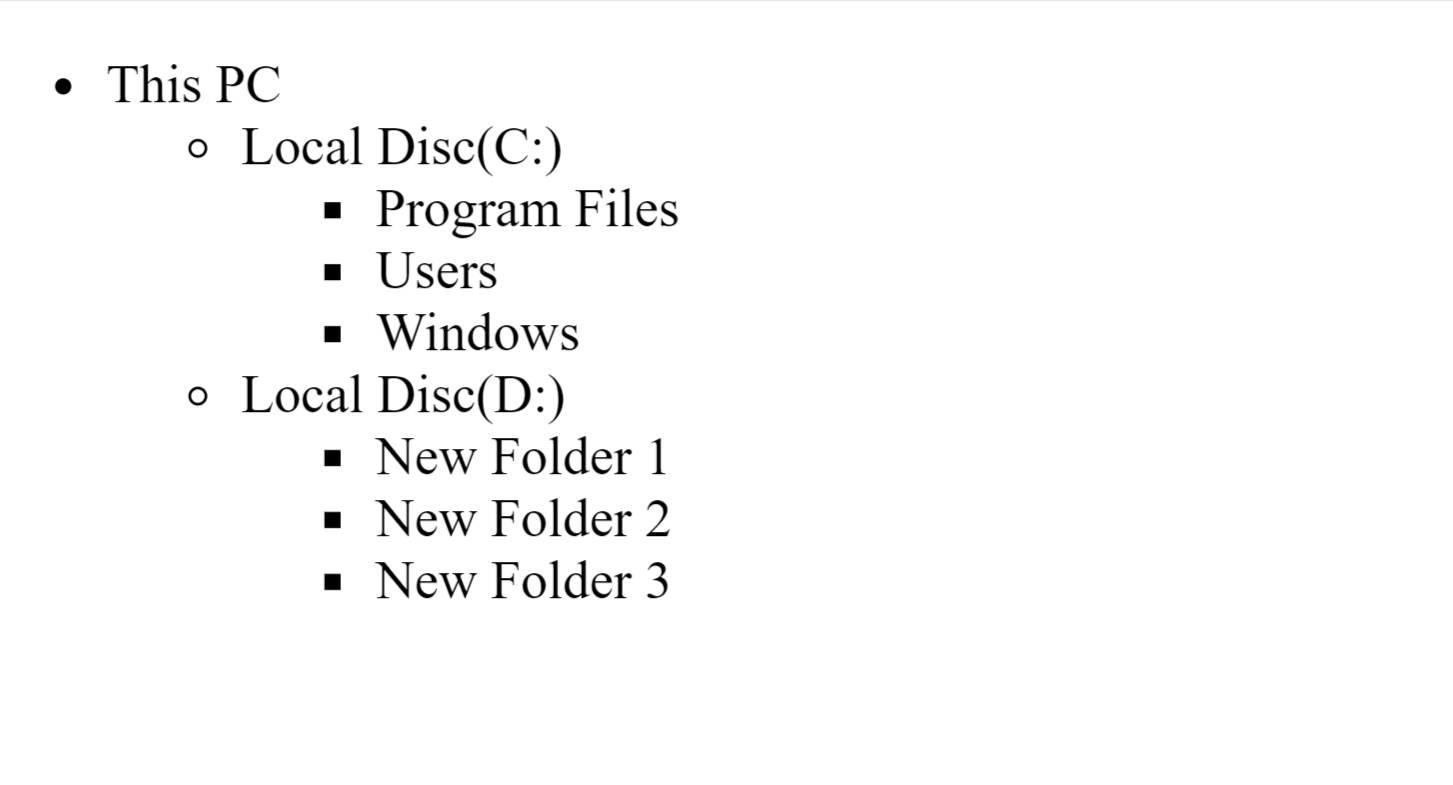 This PC
Local Disc(C:)
Program Files
Users
Windows
Local Disc(D:)
New Folder 1
New Folder 2
New Folder 3